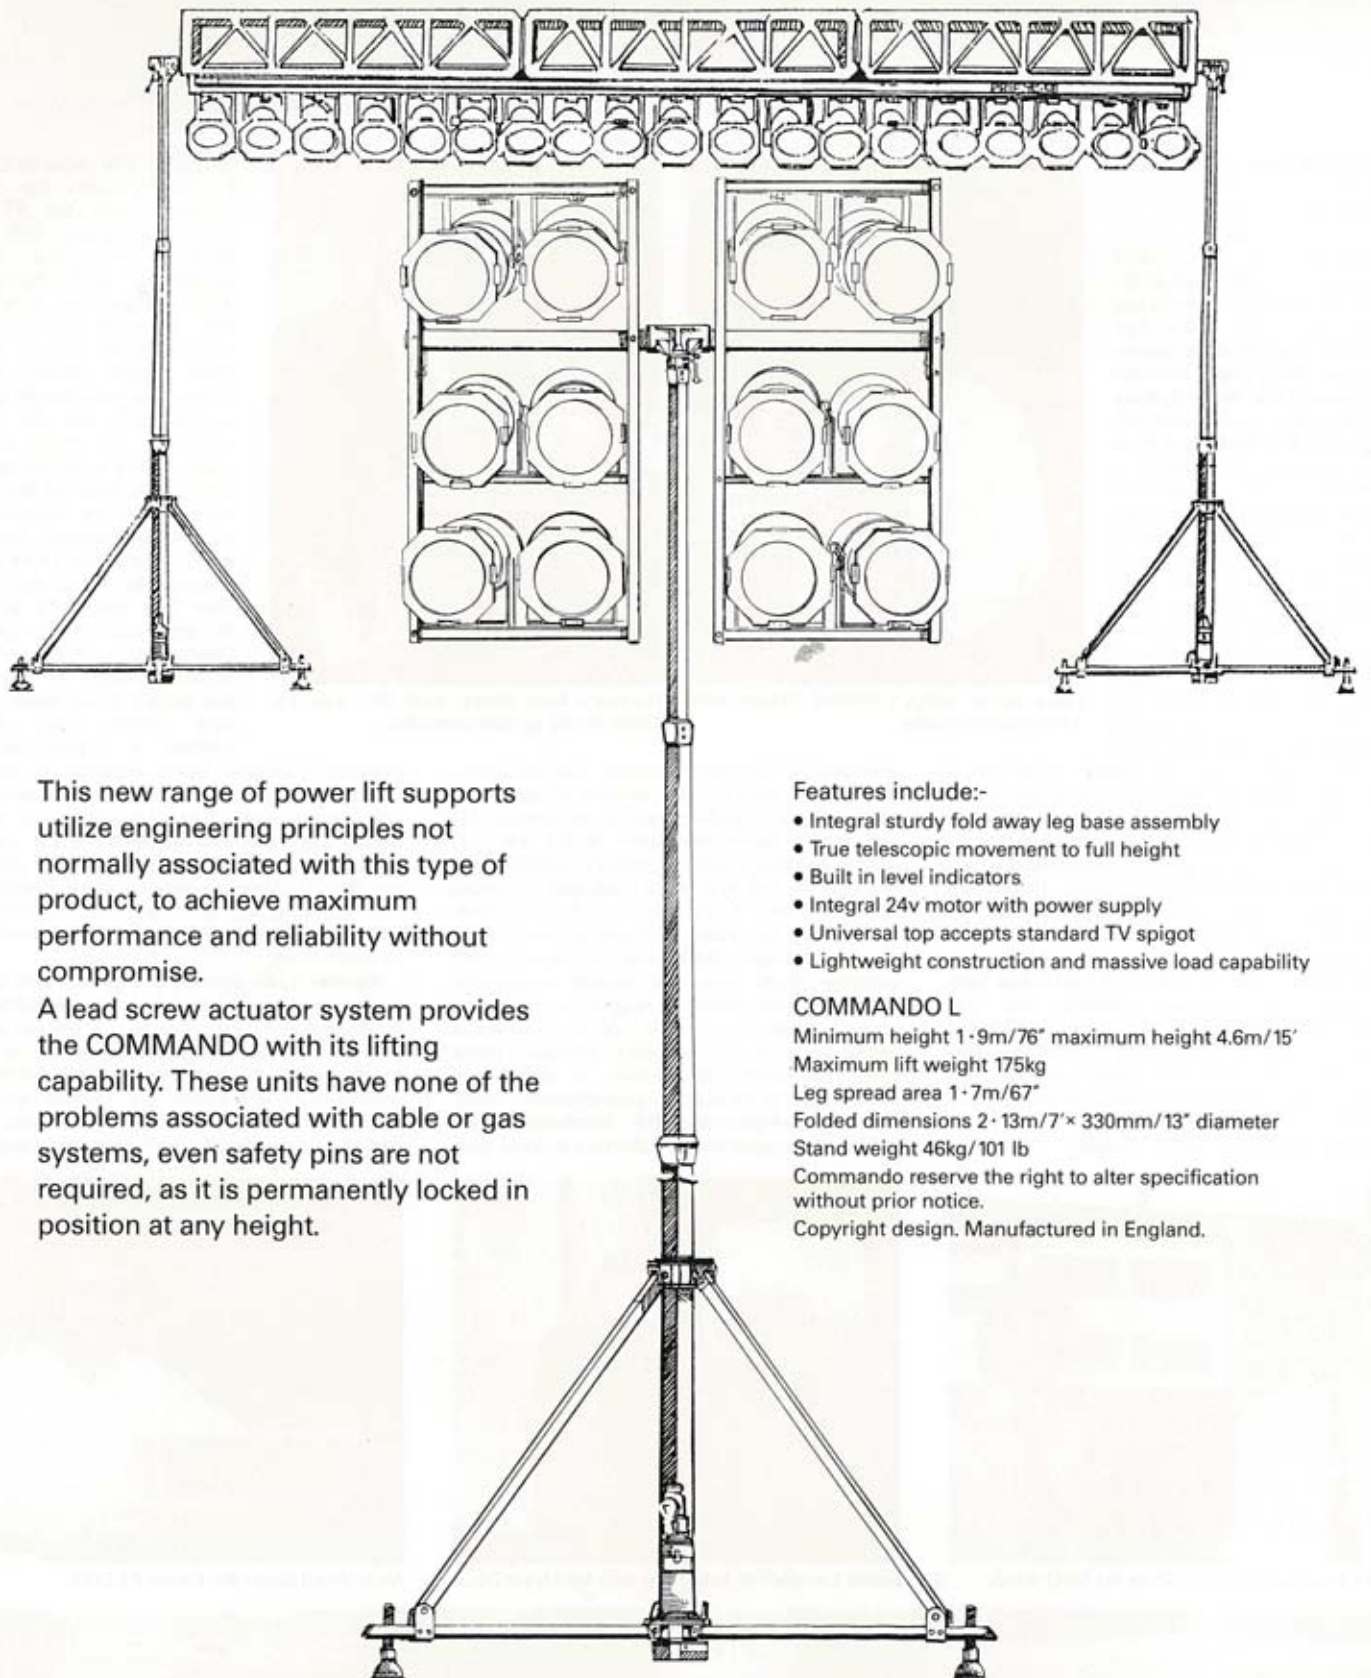 This new range of power lift supports
utilize engineering principles not
normally associated with this type of
product, to achieve maximum
performance and reliability without
compromise.
A lead screw actuator system provides
the COMMANDO with its lifting
capability. These units have none of the
problems associated with cable or gas
systems, even safety pins are not
required, as it is permanently locked in
position at any height.
Features include:-
• Integral sturdy fold away leg base assembly
• True telescopic movement to full height
• Built in level indicators.
• Integral 24v motor with power supply
• Universal top accepts standard TV spigot
• Lightweight construction and massive load capability
COMMANDO L
Minimum height 1·9m/76″ maximum height 4.6m/15′
Maximum lift weight 175kg
Leg spread area 1·7m/67″
Folded dimensions 2·13m/7′× 330mm/13″ diameter
Stand weight 46kg/101 lb
Commando reserve the right to alter specification
without prior notice.
Copyright design. Manufactured in England.